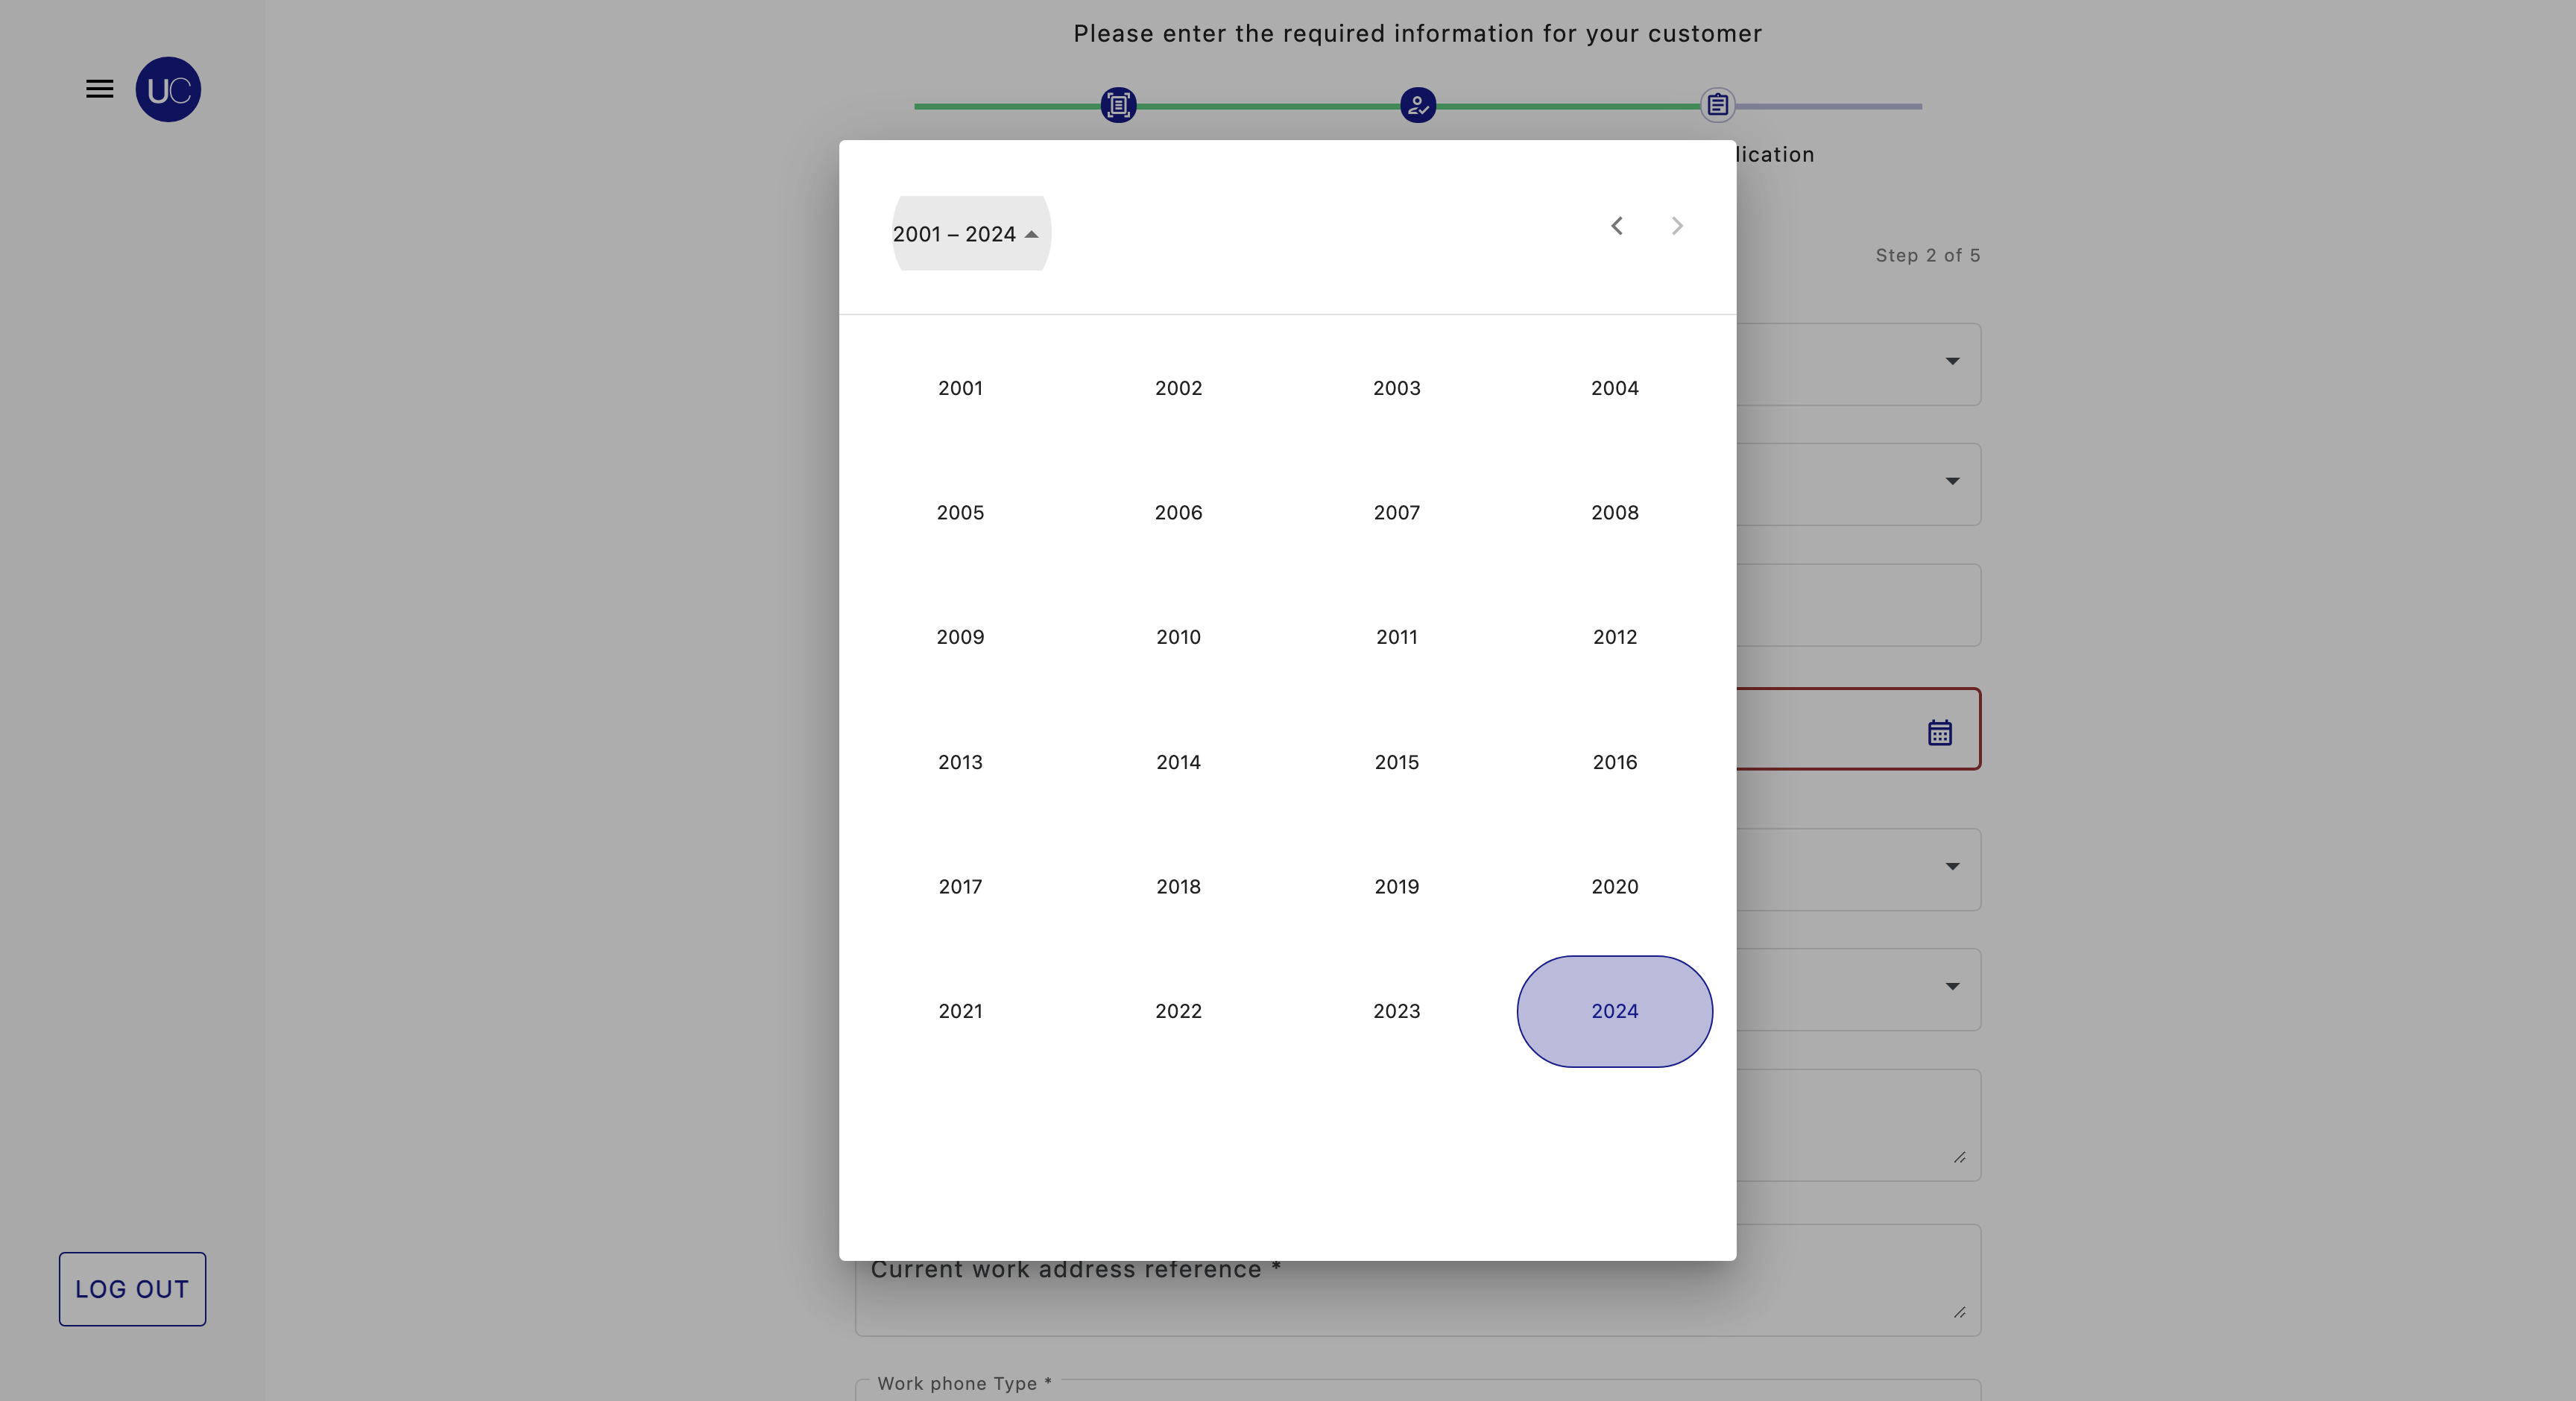 Please enter the required information for your customer
UC
lication
2001 – 2024
Step 2 of 5
2001 2002 2003 2004
2005 2006 2007 2008
2009 2010 2011 2012
2013 2014 2015 2016
2017 2018 2019 2020
2021 2022 2023 2024
Current work address reference *
LOG OUT
Work phone Type *